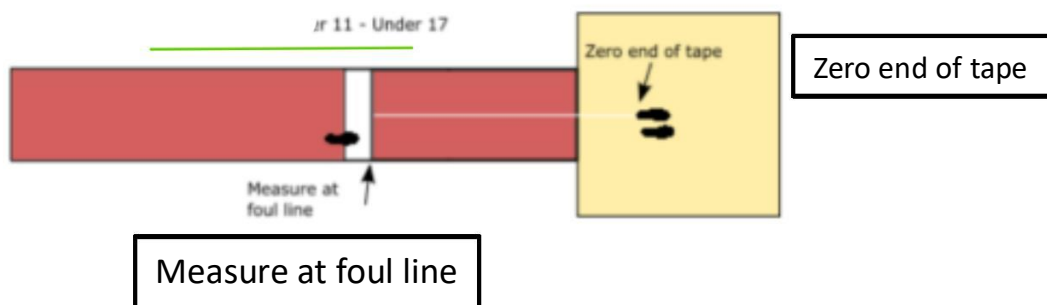 r 11 - Under 17
Zero end of tape
Zero end of tape
Measure at
foul line
Measure at foul line